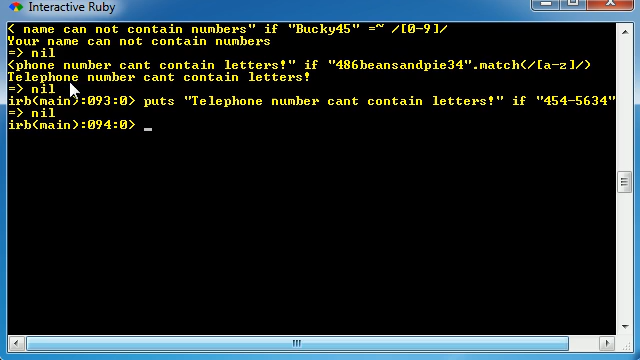 Interactive Ruby
< name can not contain numbers" if "Bucky45" =~ /[0-9]/
Your name can not contain numbers
=> nil
<phone number cant contain letters!" if "486beansandpie34".match(/[a-z]/)
Telephone number cant contain letters!
=> nil
irb(main):093:0> puts "Telephone number cant contain letters!" if "454-5634"
=> nil
irb(main):094:0> _